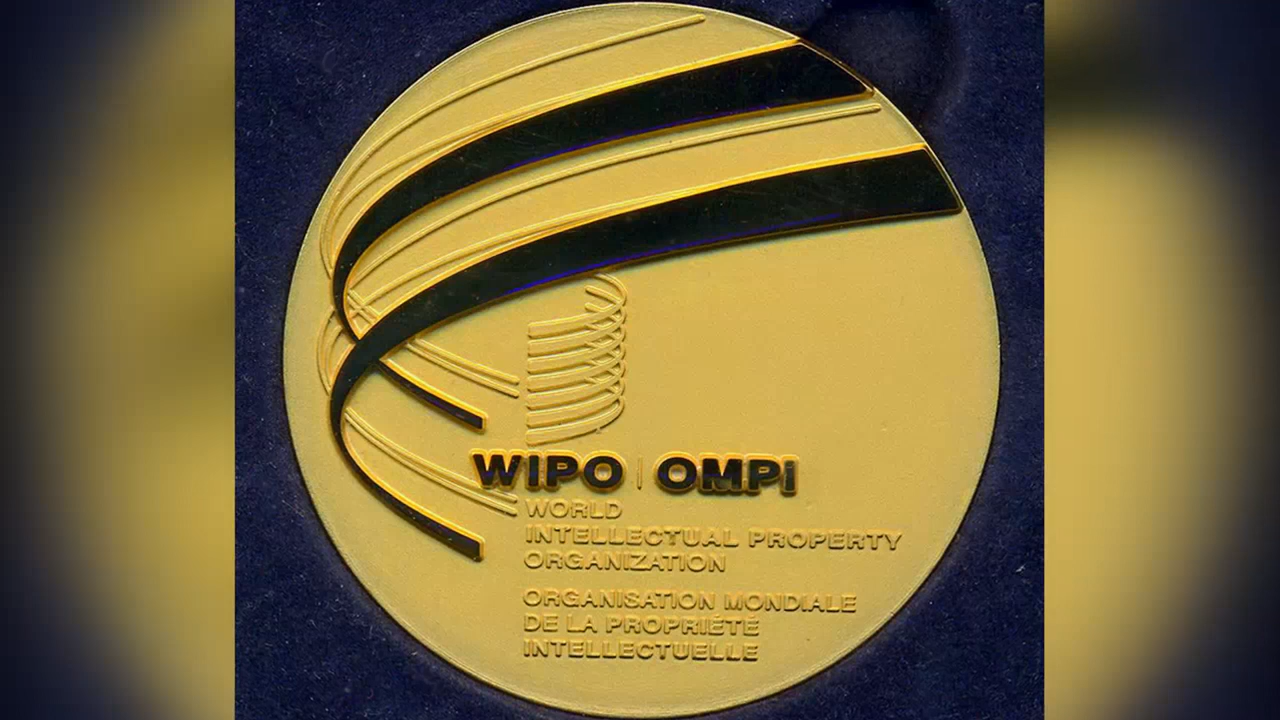 WIPO | OMPI
WORLD
INTELLECTUAL PROPERTY
ORGANIZATION
ORGANISATION MONDIALE
DE LA PROPRIÉTÉ
INTELLECTUELLE